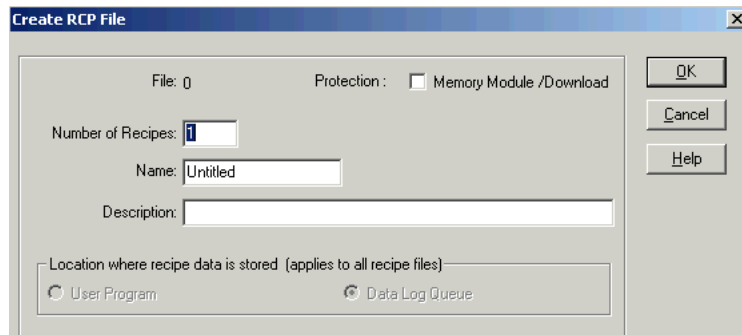 Create RCP File
File: 0 Protection : Memory Module /Download
Number of Recipes: 1
Name: Untitled
Description:
Location where recipe data is stored (applies to all recipe files)
User Program Data Log Queue
OK
Cancel
Help